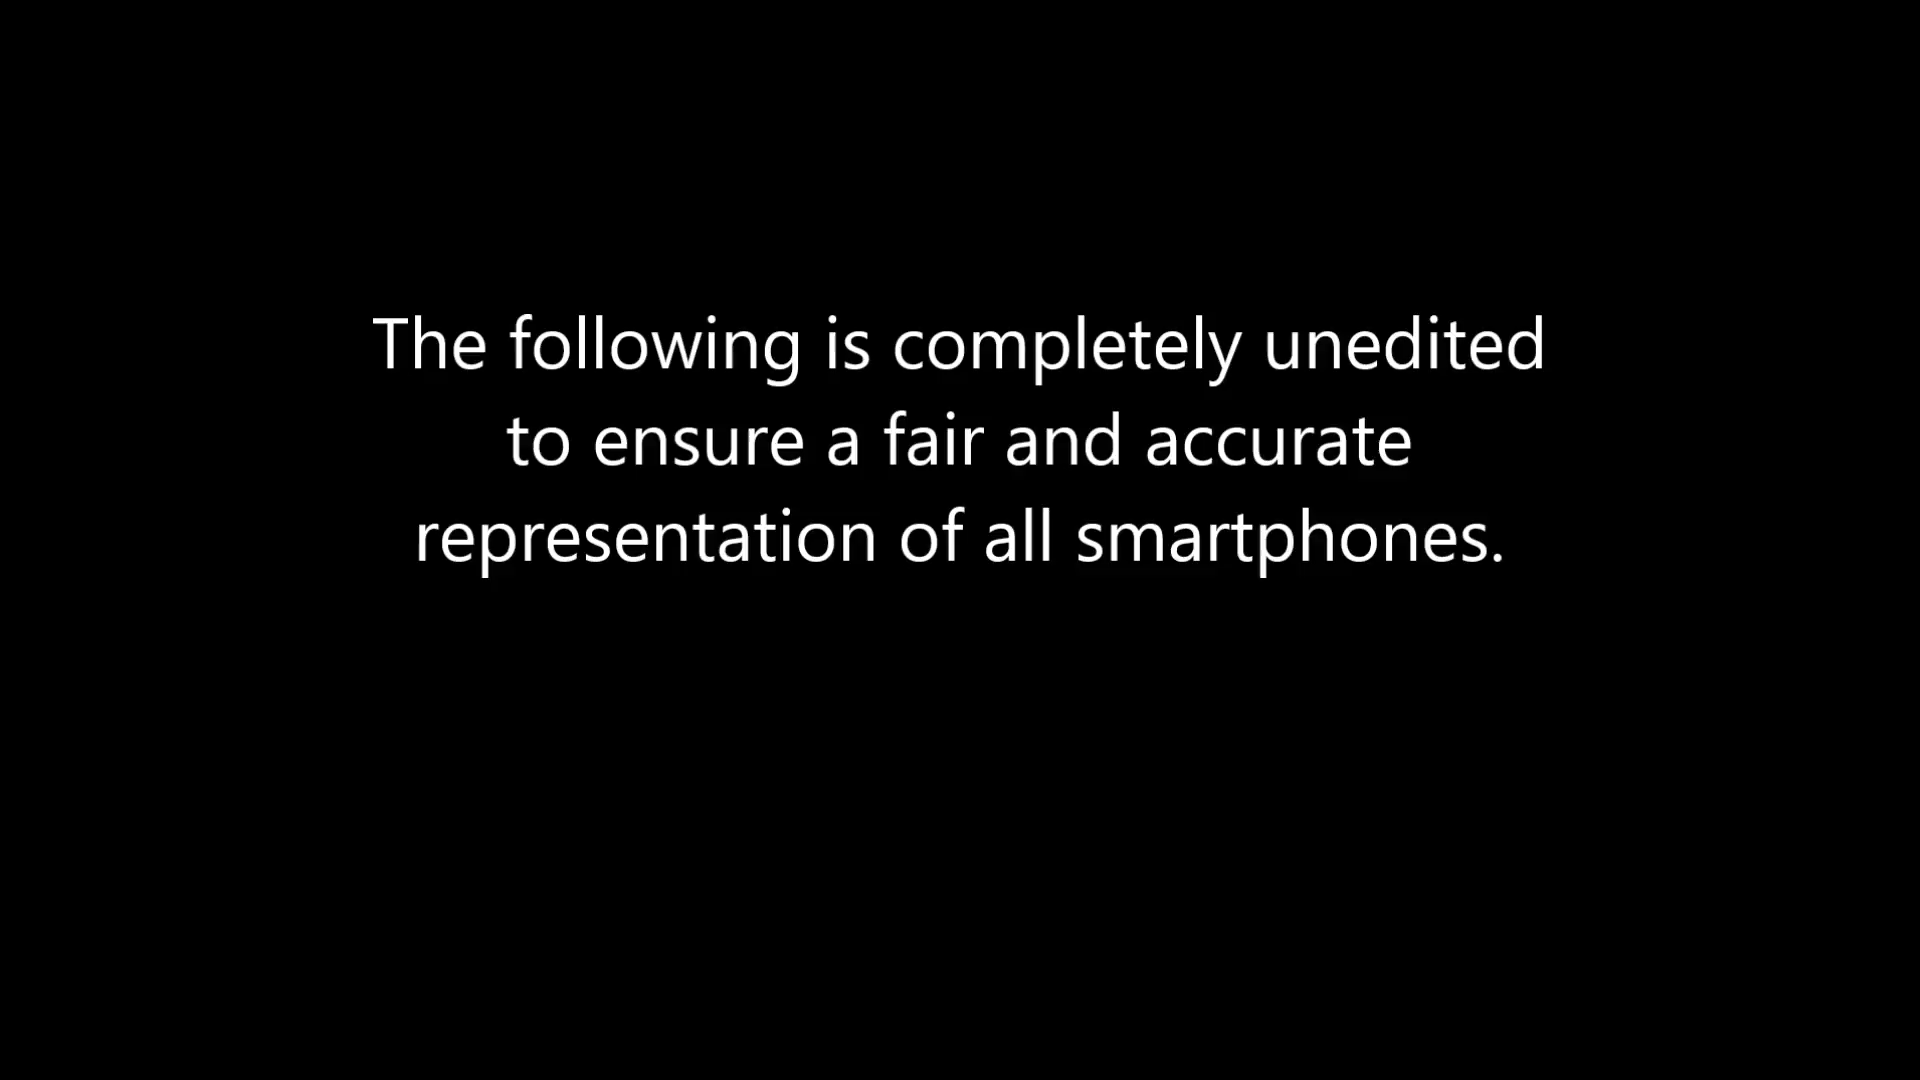 The following is completely unedited
to ensure a fair and accurate
representation of all smartphones.